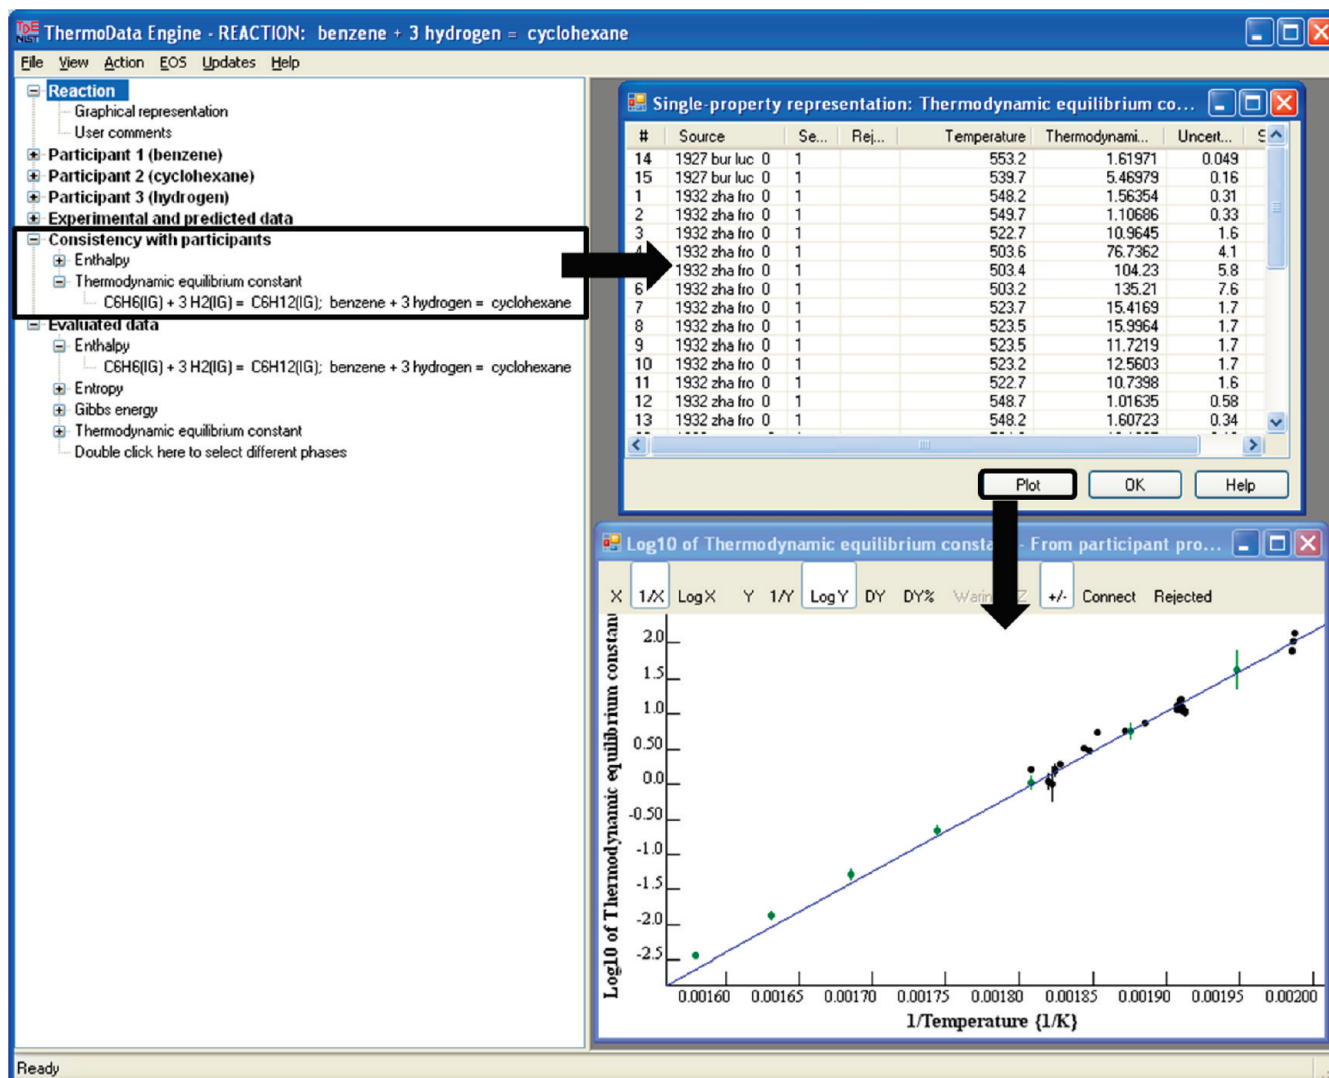 TDE
NIST
ThermoData Engine - REACTION: benzene + 3 hydrogen = cyclohexane
File View Action EOS Updates Help
Reaction
Graphical representation
User comments
Participant 1 (benzene)
Participant 2 (cyclohexane)
Participant 3 (hydrogen)
Experimental and predicted data
Consistency with participants
Enthalpy
Thermodynamic equilibrium constant
C6H6(IG) + 3 H2(IG) = C6H12(IG); benzene + 3 hydrogen = cyclohexane
Evaluated data
Enthalpy
C6H6(IG) + 3 H2(IG) = C6H12(IG); benzene + 3 hydrogen = cyclohexane
Entropy
Gibbs energy
Thermodynamic equilibrium constant
Double click here to select different phases
Single-property representation: Thermodynamic equilibrium co...
# Source Se... Rej... Temperature Thermodynami... Uncert... S
14 1927 bur luc 0 1 553.2 1.61971 0.049
15 1927 bur luc 0 1 539.7 5.46979 0.16
1 1932 zha fro 0 1 548.2 1.56354 0.31
2 1932 zha fro 0 1 549.7 1.10686 0.33
3 1932 zha fro 0 1 522.7 10.9645 1.6
4 1932 zha fro 0 1 503.6 76.7362 4.1
1932 zha fro 0 1 503.4 104.23 5.8
6 1932 zha fro 0 1 503.2 135.21 7.6
7 1932 zha fro 0 1 523.7 15.4169 1.7
8 1932 zha fro 0 1 523.5 15.9964 1.7
9 1932 zha fro 0 1 523.5 11.7219 1.7
10 1932 zha fro 0 1 523.2 12.5603 1.7
11 1932 zha fro 0 1 522.7 10.7398 1.6
12 1932 zha fro 0 1 548.7 1.01635 0.58
13 1932 zha fro 0 1 548.2 1.60723 0.34
Plot OK Help
Log10 of Thermodynamic equilibrium consta - From participant pro...
X 1/X Log X Y 1/Y Log Y DY DY% +/- Connect Rejected
Log10 of Thermodynamic equilibrium constant
2.0
1.5
1.0
0.50
0.0
-0.50
-1.0
-1.5
-2.0
-2.5
0.00160 0.00165 0.00170 0.00175 0.00180 0.00185 0.00190 0.00195 0.00200
1/Temperature {1/K}
Ready